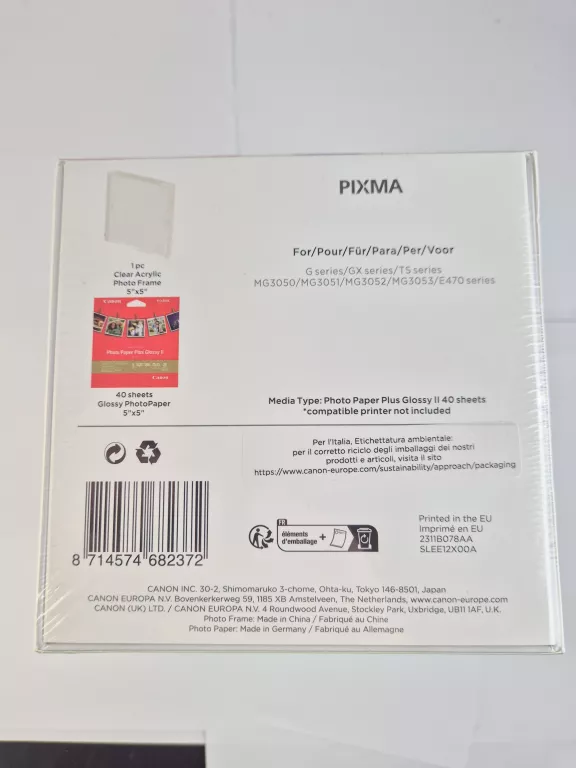 PIXMA
1 pc
Clear Acrylic
Photo Frame
5"x5"
For/Pour/Für/Para/Per/Voor
G series/GX series/TS series
MG3050/MG3051/MG3052/MG3053/E470 series
Canon
Photo Paper Plus Glossy II
Canon
40 sheets
Glossy PhotoPaper
5"x5"
Media Type: Photo Paper Plus Glossy II 40 sheets
*compatible printer not included
Per l'Italia, Etichettatura ambientale:
per il corretto riciclo degli imballaggi dei nostri
prodotti e articoli, visita il sito
https://www.canon-europe.com/sustainability/approach/packaging
FR
éléments
d'emballage
+
Printed in the EU
Imprimé en EU
2311B078AA
SLEE12X00A
8 714574 682372
CANON INC. 30-2, Shimomaruko 3-chome, Ohta-ku, Tokyo 146-8501, Japan
CANON EUROPA N.V. Bovenkerkerweg 59, 1185 XB Amstelveen, The Netherlands, www.canon-europe.com
CANON (UK) LTD. / CANON EUROPA N.V. 4 Roundwood Avenue, Stockley Park, Uxbridge, UB11 1AF, U.K.
Photo Frame: Made in China / Fabriqué au Chine
Photo Paper: Made in Germany / Fabriqué au Allemagne